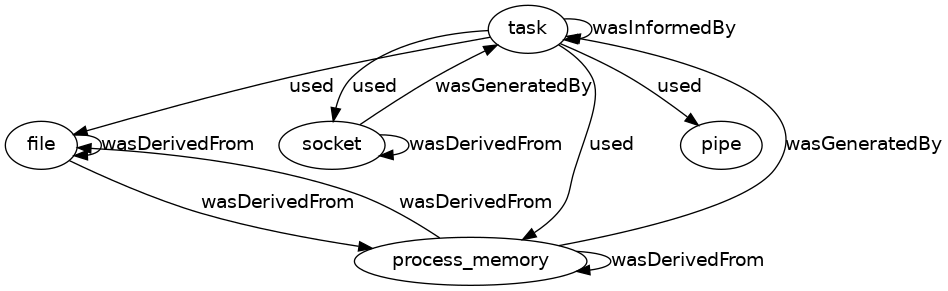 task
wasInformedBy
used
used
wasGeneratedBy
used
file
wasDerivedFrom
socket
wasDerivedFrom
used
pipe
wasGeneratedBy
wasDerivedFrom
wasDerivedFrom
process_memory
wasDerivedFrom